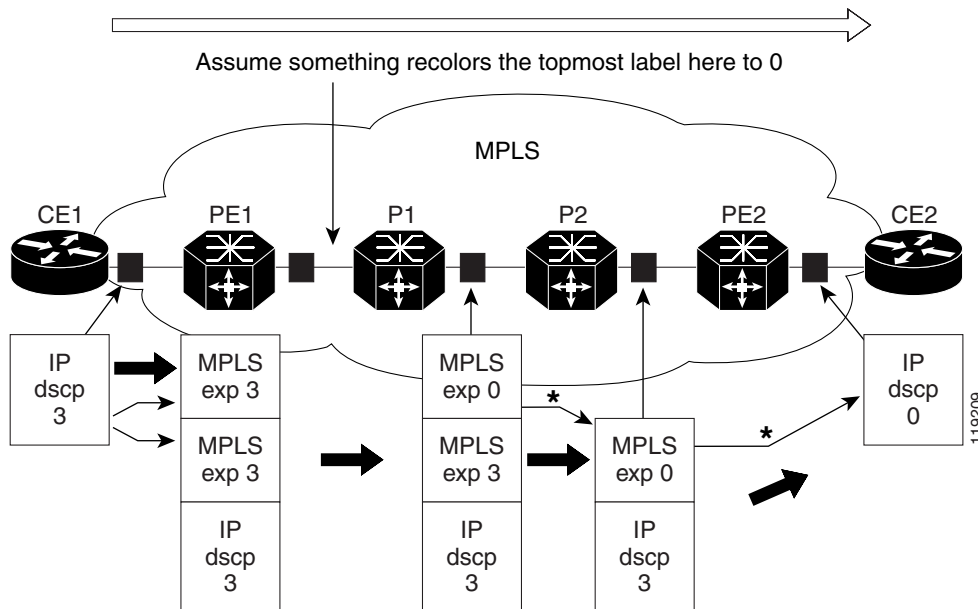 Assume something recolors the topmost label here to 0
MPLS
CE1
PE1
P1
P2
PE2
CE2
IP
dscp
3
MPLS
exp 3
MPLS
exp 3
IP
dscp
3
MPLS
exp 0
*
MPLS
exp 3
IP
dscp
3
MPLS
exp 0
*
IP
dscp
3
IP
dscp
0
119209